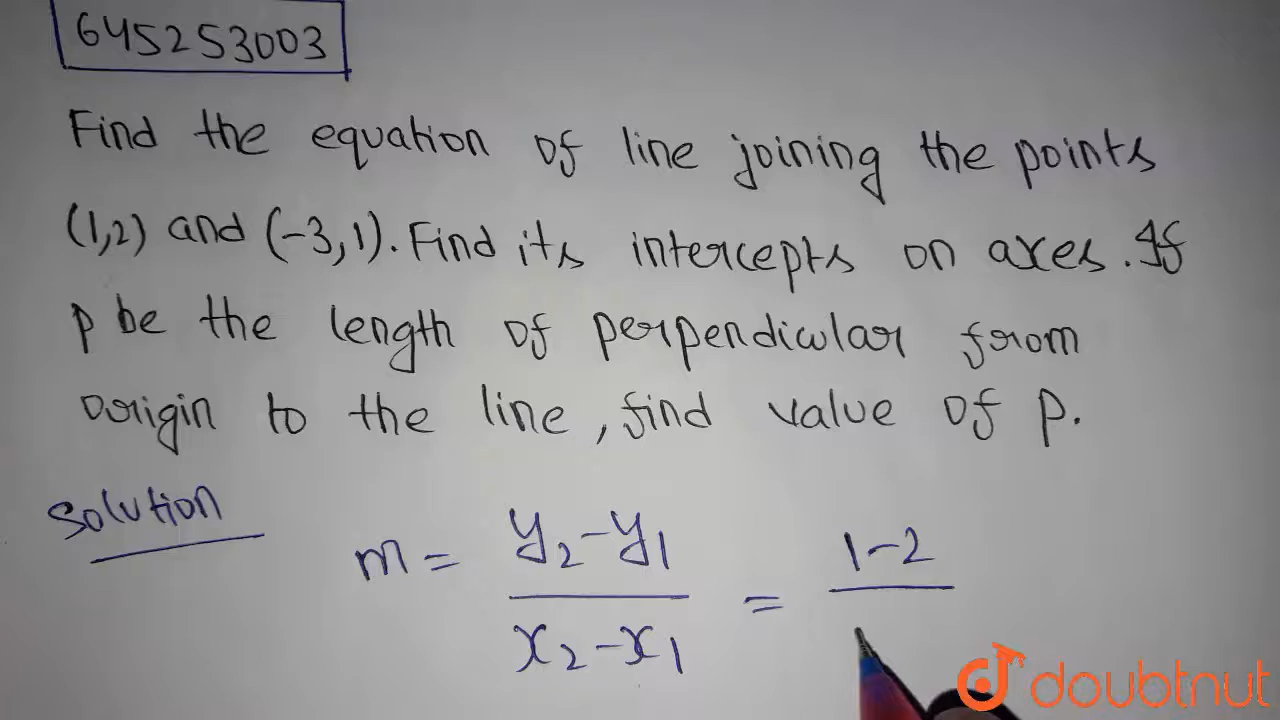 645253003
Find the equation of line joining the points
(1,2) and (-3,1). Find its intercepts on axes. If
p be the length of perpendicular from
origin to the line, find value of p.
Solution
m = y₂-y₁ / x₂-x₁ = 1-2 /
doubtnut